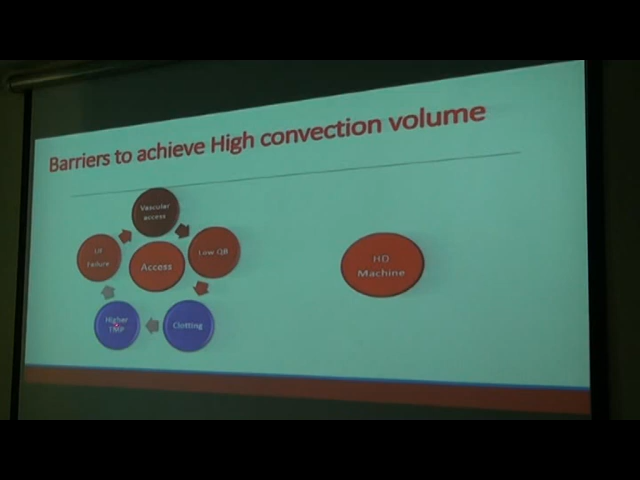 Barriers to achieve High convection volume
Vascular
access
Low QB
Clotting
Higher
TMP
UF
Failure
Access
HD
Machine